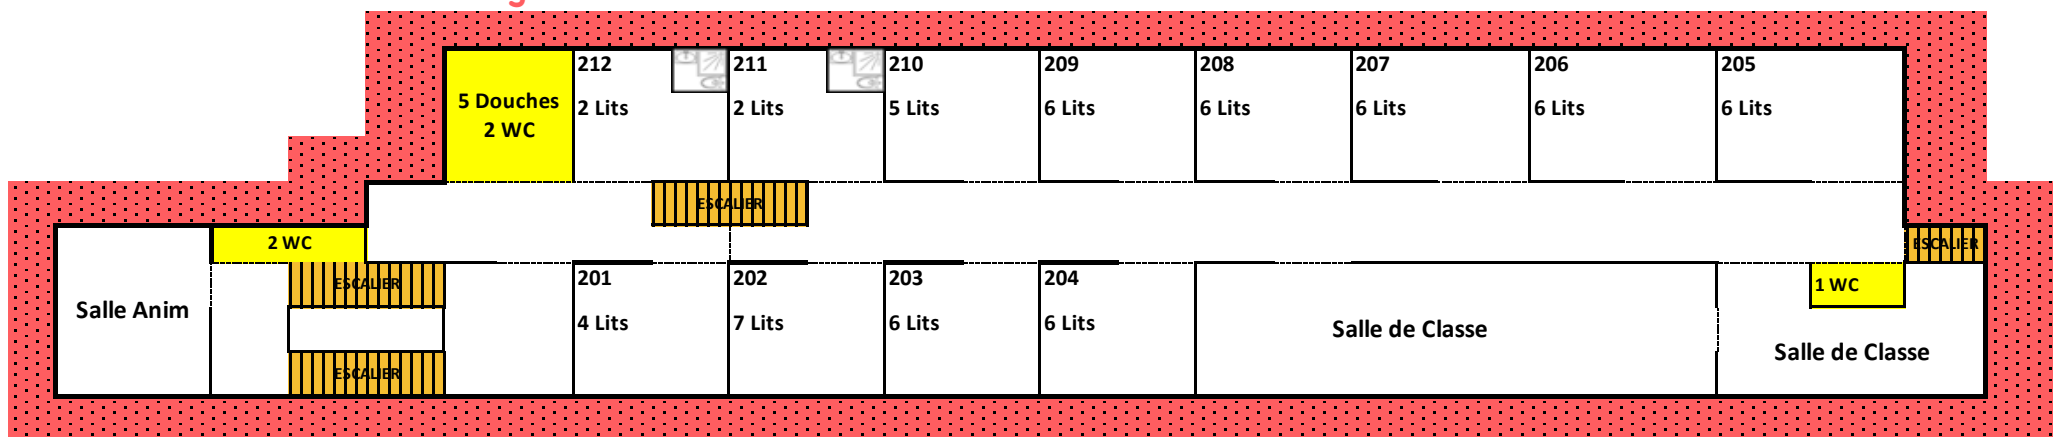 212
211
210
209
208
207
206
205
5 Douches
2 WC
2 Lits
2 Lits
5 Lits
6 Lits
6 Lits
6 Lits
6 Lits
6 Lits
ESCALIER
2 WC
ESCALIER
ESCALIER
201
202
203
204
1 WC
Salle Anim
4 Lits
7 Lits
6 Lits
6 Lits
Salle de Classe
Salle de Classe
ESCALIER